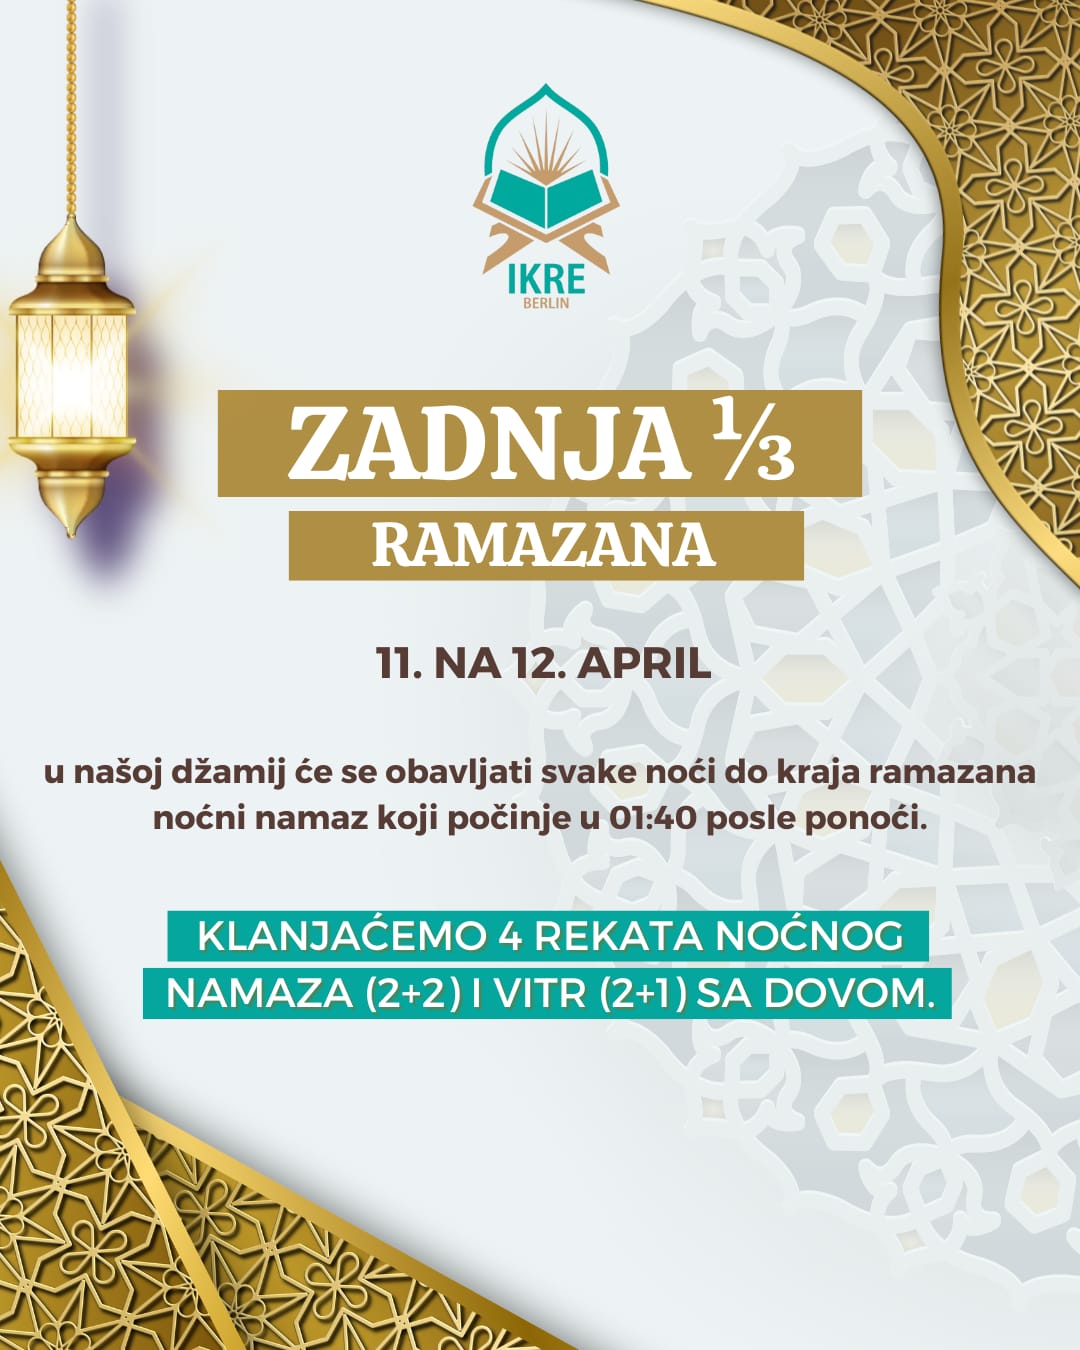 IKRE
BERLIN
ZADNJA ⅓
RAMAZANA
11. NA 12. APRIL
u našoj džamij će se obavljati svake noći do kraja ramazana
noćni namaz koji počinje u 01:40 posle ponoći.
KLANJAĆEMO 4 REKATA NOĆNOG
NAMAZA (2+2) I VITR (2+1) SA DOVOM.